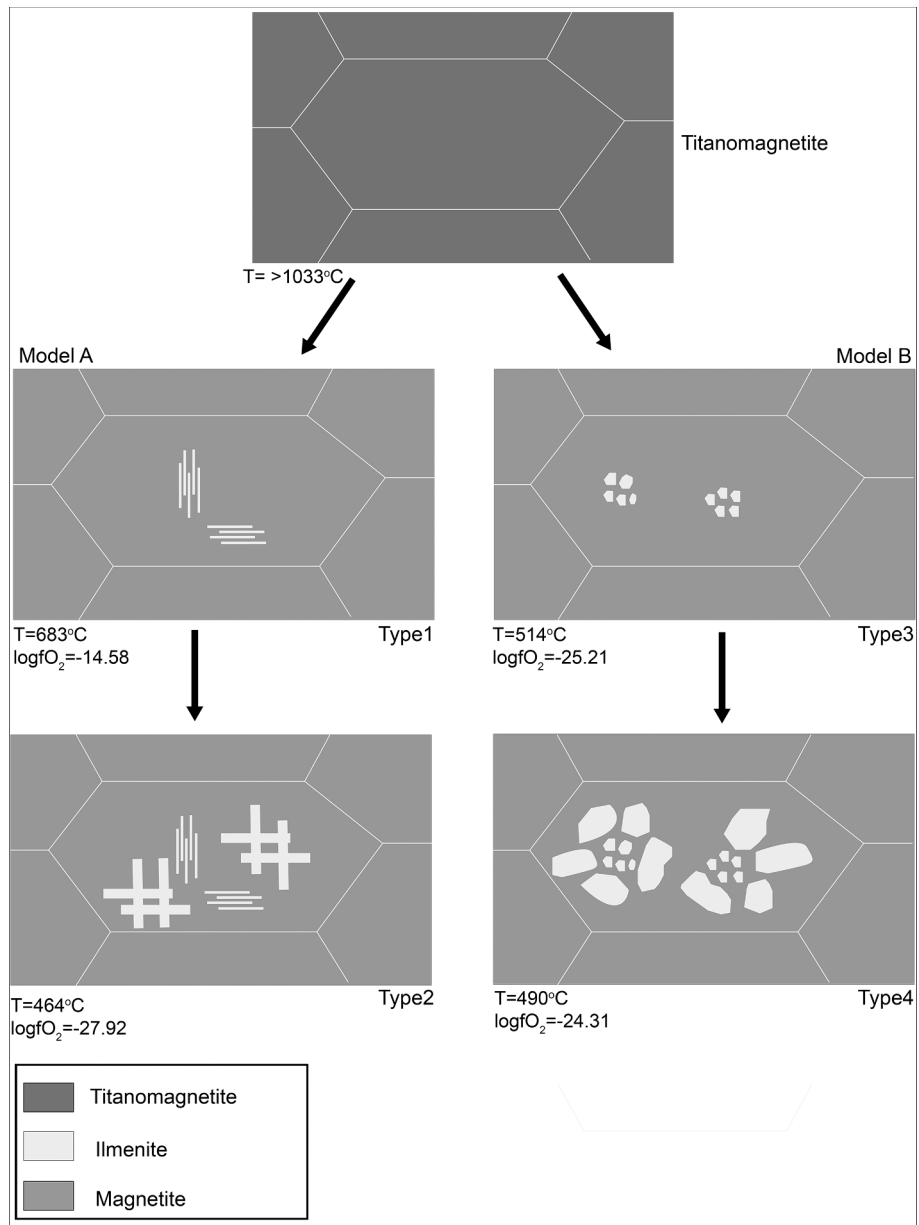 Titanomagnetite
T= >1033°C
Model A
Model B
T=683°C
Type1
logfO₂=-14.58
T=514°C
Type3
logfO₂=-25.21
T=464°C
Type2
logfO₂=-27.92
T=490°C
Type4
logfO₂=-24.31
Titanomagnetite
Ilmenite
Magnetite